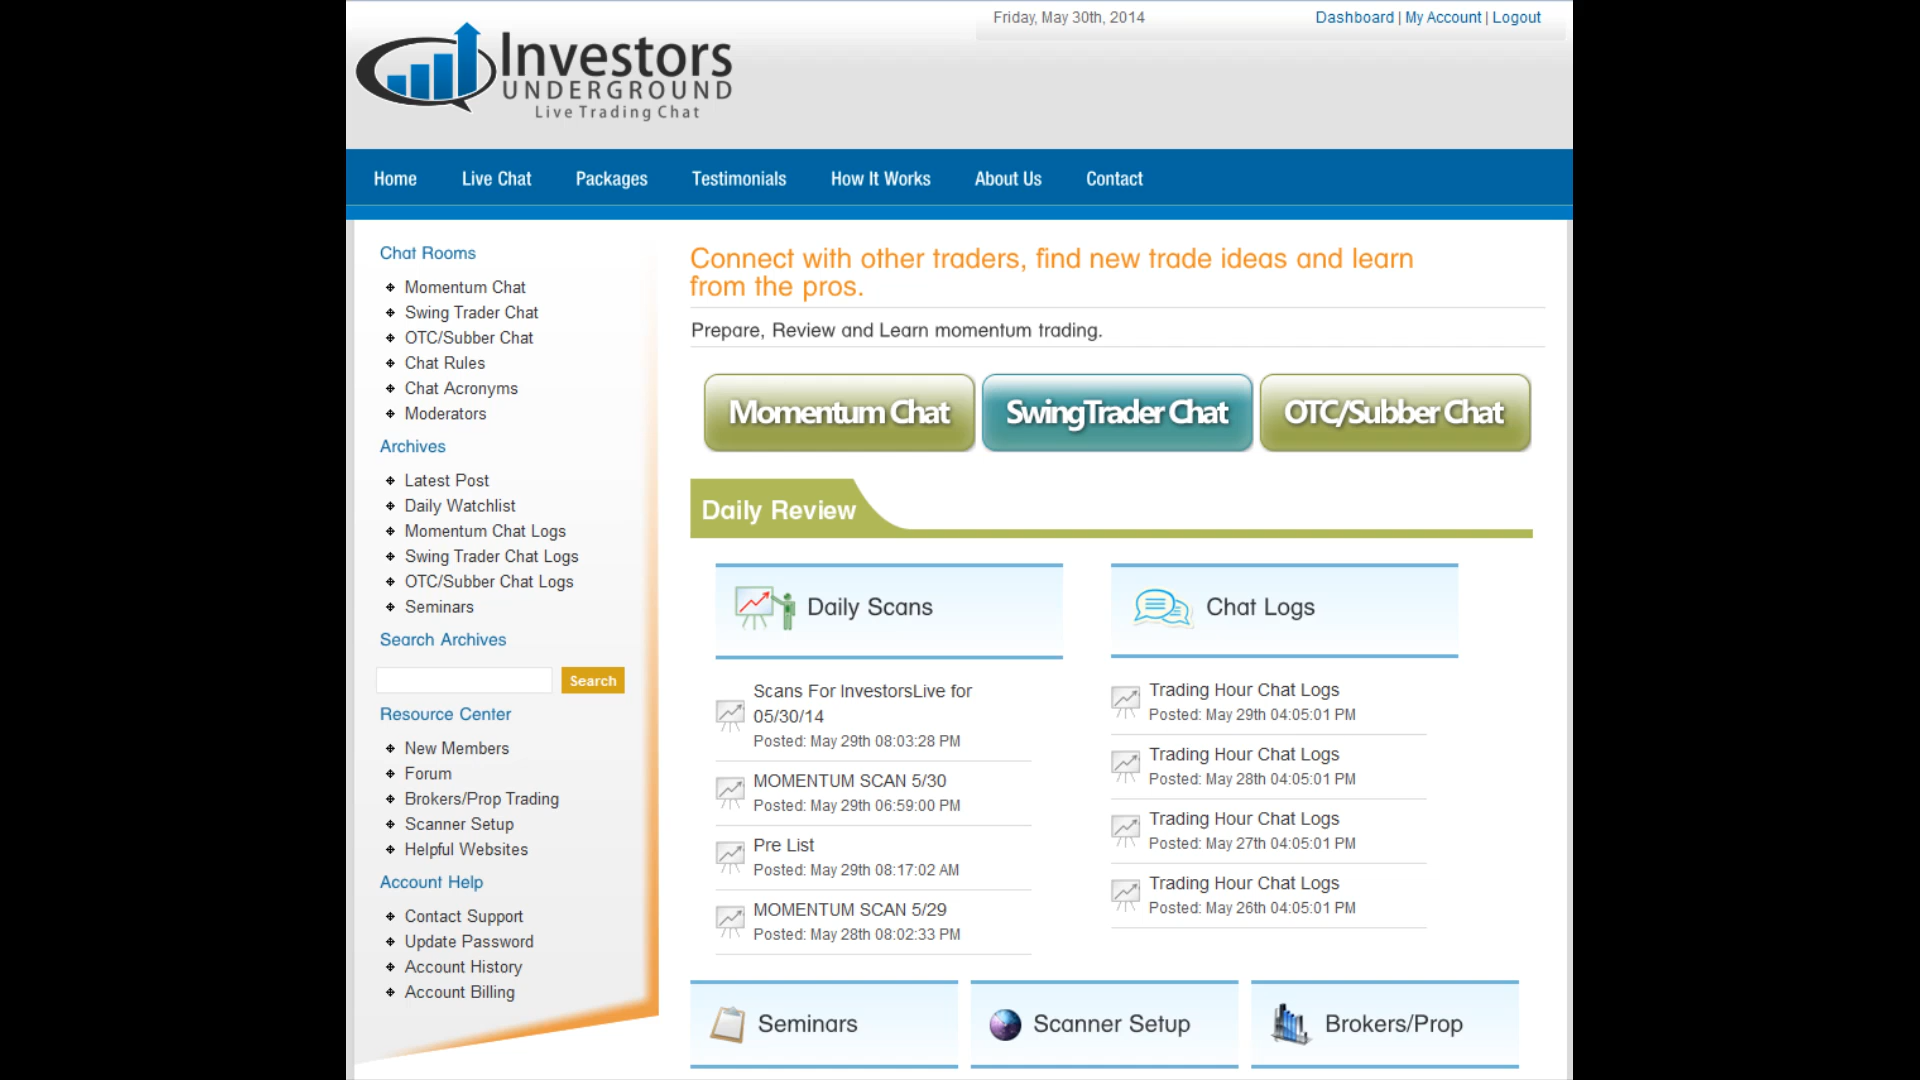 Friday, May 30th, 2014
Dashboard | My Account | Logout
Investors
UNDERGROUND
Live Trading Chat
Home Live Chat Packages Testimonials How It Works About Us Contact
Chat Rooms
Momentum Chat
Swing Trader Chat
OTC/Subber Chat
Chat Rules
Chat Acronyms
Moderators
Archives
Latest Post
Daily Watchlist
Momentum Chat Logs
Swing Trader Chat Logs
OTC/Subber Chat Logs
Seminars
Search Archives
Search
Resource Center
New Members
Forum
Brokers/Prop Trading
Scanner Setup
Helpful Websites
Account Help
Contact Support
Update Password
Account History
Account Billing
Connect with other traders, find new trade ideas and learn
from the pros.
Prepare, Review and Learn momentum trading.
Momentum Chat
SwingTrader Chat
OTC/Subber Chat
Daily Review
Daily Scans
Scans For InvestorsLive for
05/30/14
Posted: May 29th 08:03:28 PM
MOMENTUM SCAN 5/30
Posted: May 29th 06:59:00 PM
Pre List
Posted: May 29th 08:17:02 AM
MOMENTUM SCAN 5/29
Posted: May 28th 08:02:33 PM
Chat Logs
Trading Hour Chat Logs
Posted: May 29th 04:05:01 PM
Trading Hour Chat Logs
Posted: May 28th 04:05:01 PM
Trading Hour Chat Logs
Posted: May 27th 04:05:01 PM
Trading Hour Chat Logs
Posted: May 26th 04:05:01 PM
Seminars
Scanner Setup
Brokers/Prop